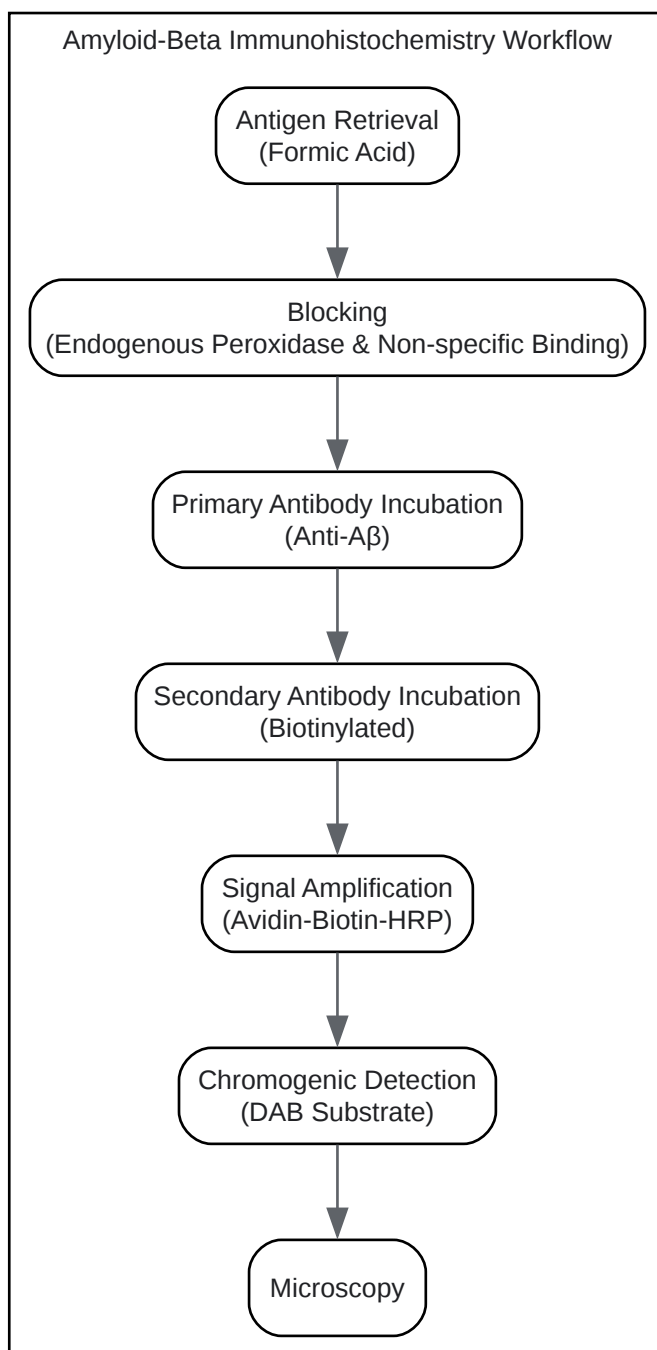 Amyloid-Beta Immunohistochemistry Workflow
Antigen Retrieval
(Formic Acid)
Blocking
(Endogenous Peroxidase & Non-specific Binding)
Primary Antibody Incubation
(Anti-Aβ)
Secondary Antibody Incubation
(Biotinylated)
Signal Amplification
(Avidin-Biotin-HRP)
Chromogenic Detection
(DAB Substrate)
Microscopy